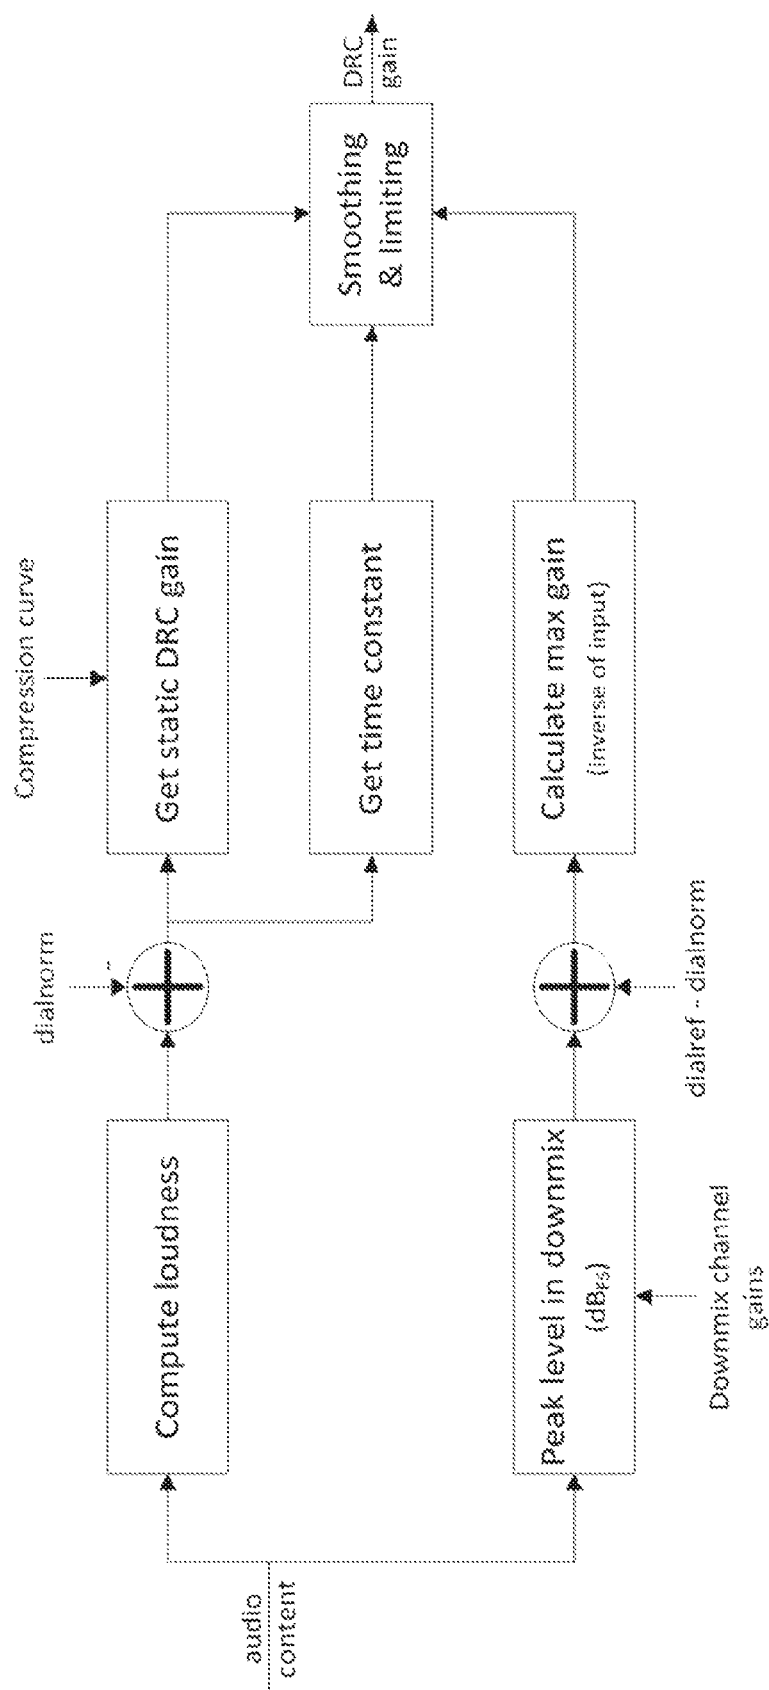 audio
content
Compute loudness
Peak level in downmix
(dBFS)
Downmix channel
gains
dialnorm
-
dialref - dialnorm
Compression curve
Get static DRC gain
Get time constant
Calculate max gain
(inverse of input)
Smoothing
& limiting
DRC
gain